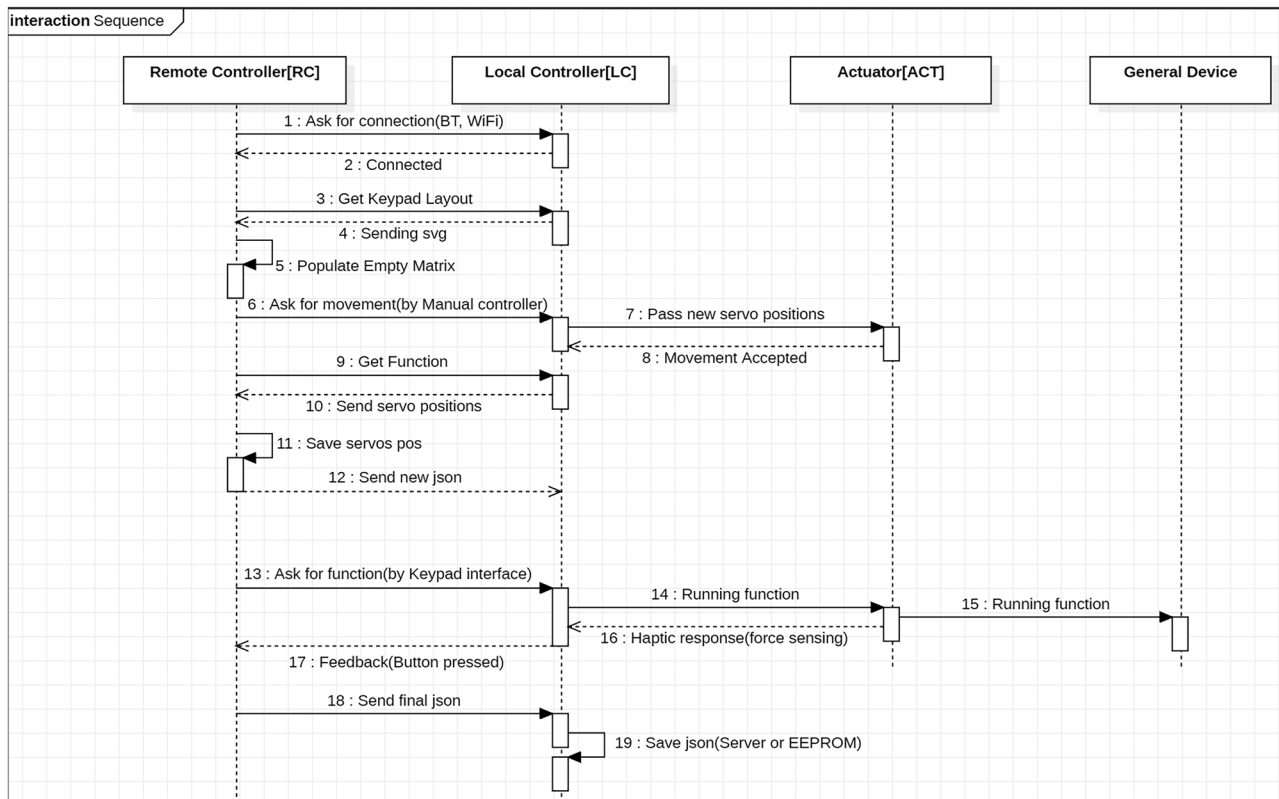 interaction Sequence
Remote Controller[RC]
Local Controller[LC]
Actuator[ACT]
General Device
1 : Ask for connection(BT, WiFi)
2 : Connected
3 : Get Keypad Layout
4 : Sending svg
5 : Populate Empty Matrix
6 : Ask for movement(by Manual controller)
7 : Pass new servo positions
8 : Movement Accepted
9 : Get Function
10 : Send servo positions
11 : Save servos pos
12 : Send new json
13 : Ask for function(by Keypad interface)
14 : Running function
15 : Running function
16 : Haptic response(force sensing)
17 : Feedback(Button pressed)
18 : Send final json
19 : Save json(Server or EEPROM)